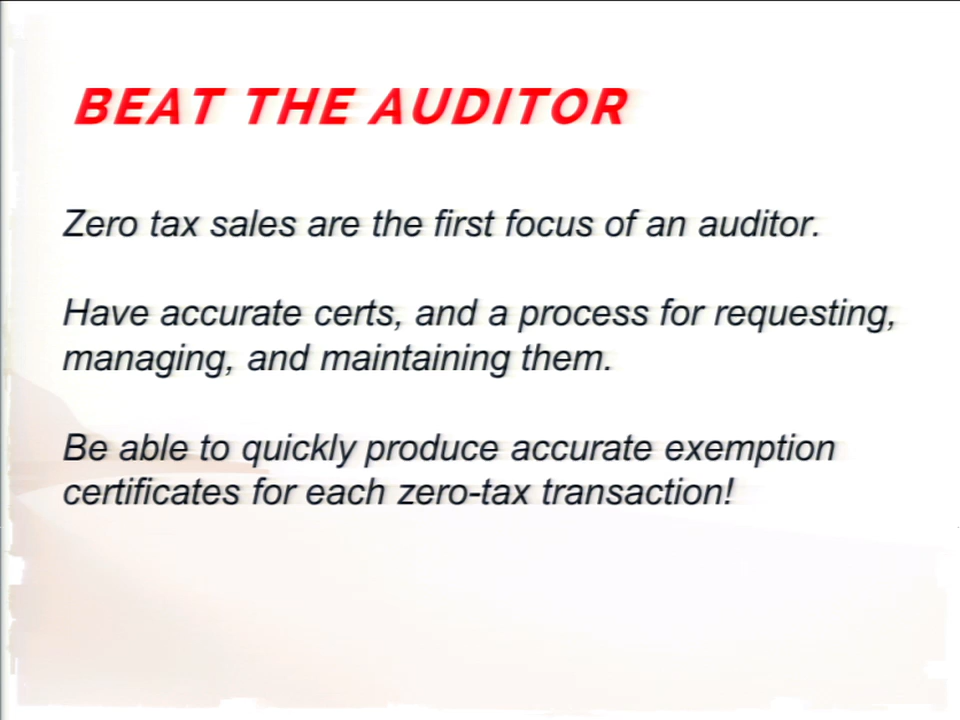 BEAT THE AUDITOR
Zero tax sales are the first focus of an auditor.
Have accurate certs, and a process for requesting,
managing, and maintaining them.
Be able to quickly produce accurate exemption
certificates for each zero-tax transaction!